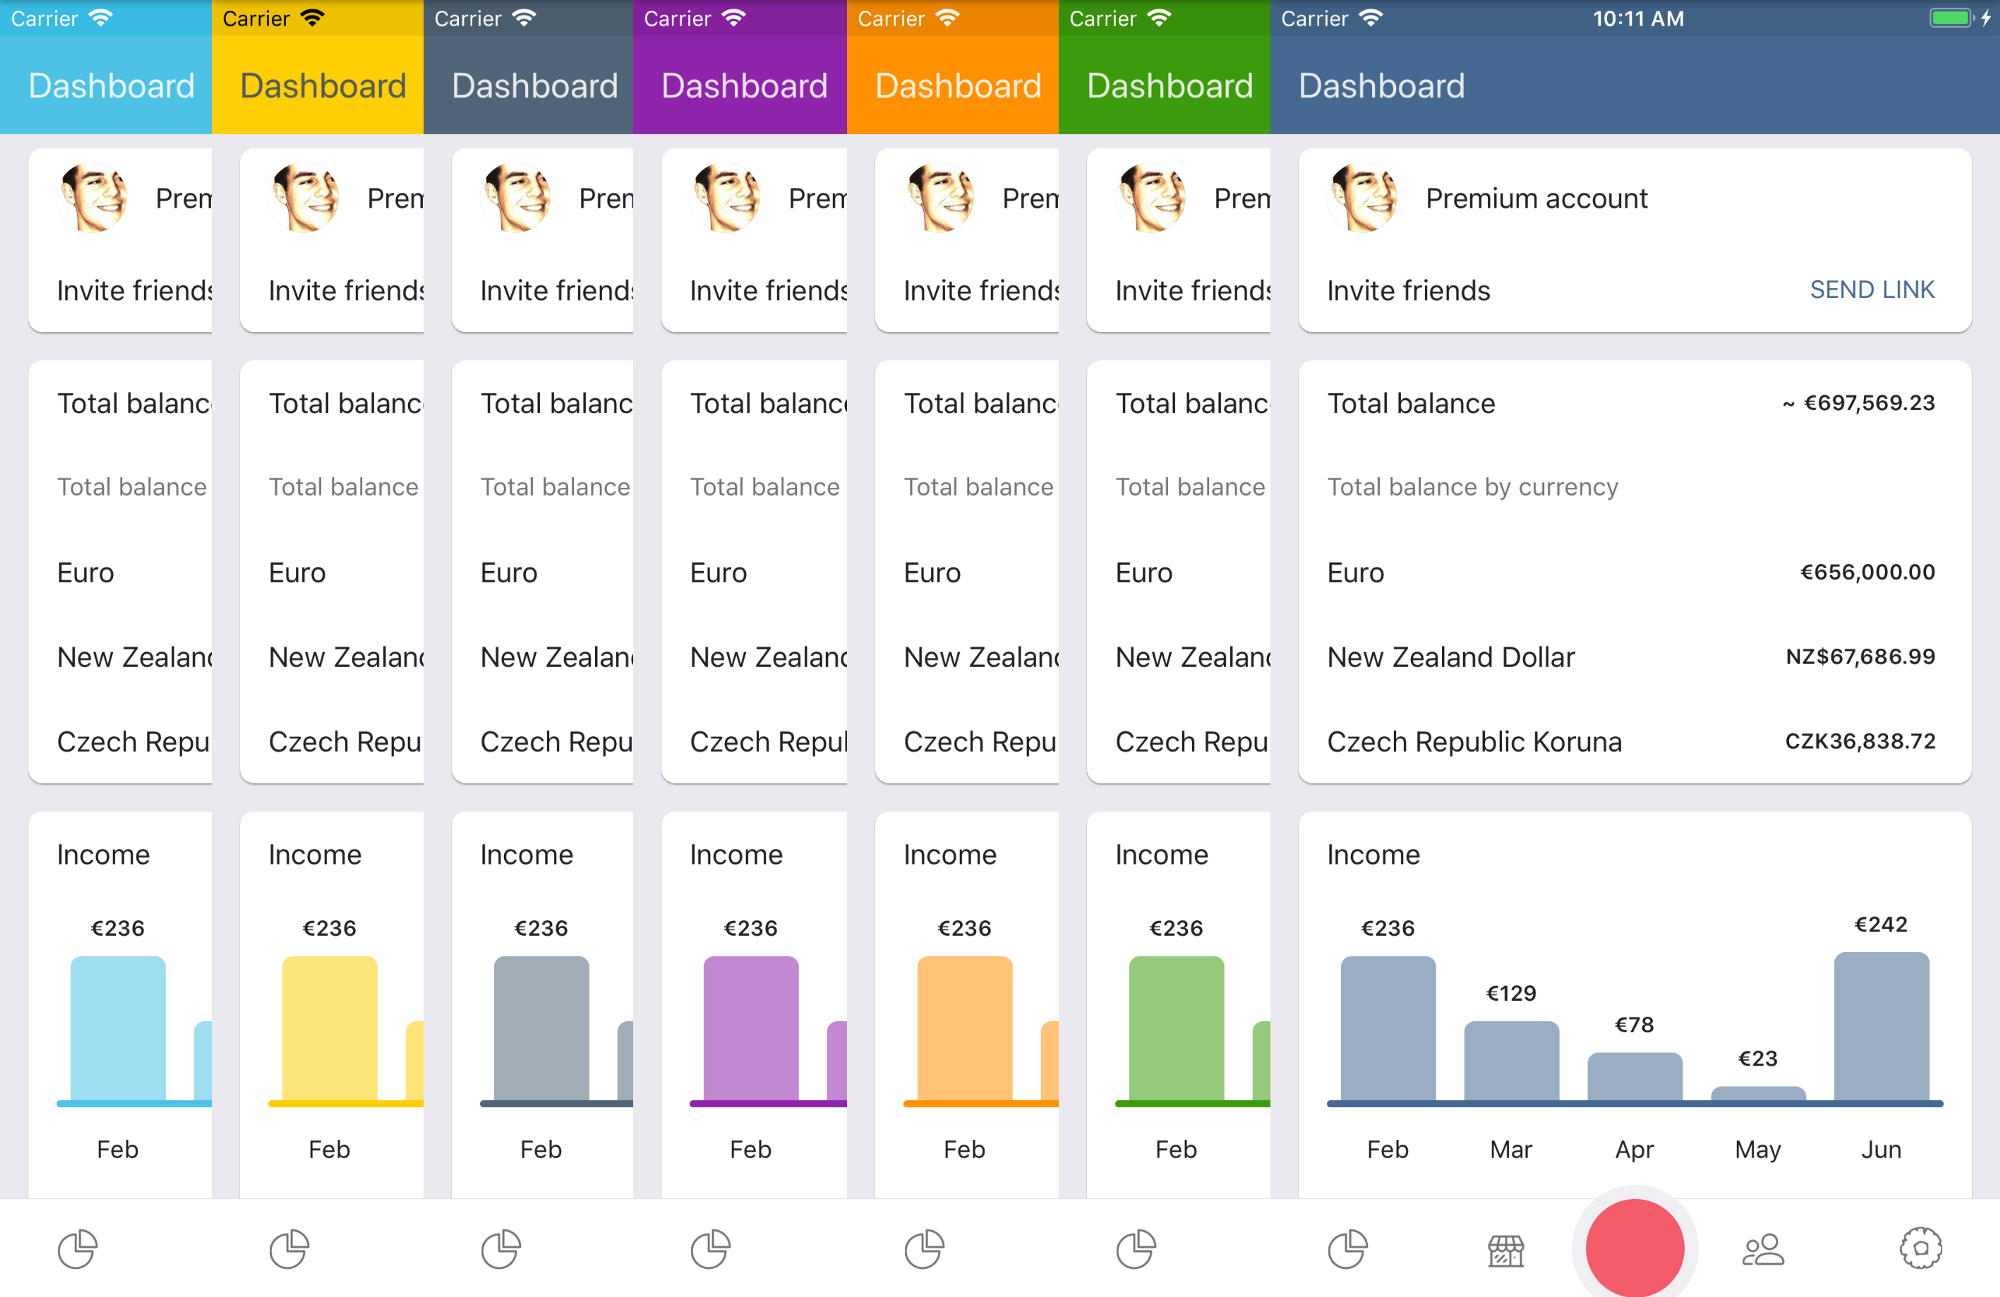 Carrier Carrier Carrier Carrier Carrier Carrier Carrier 10:11 AM
Dashboard Dashboard Dashboard Dashboard Dashboard Dashboard Dashboard
Prem Prem Pren Prem Prem Prem Premium account
Invite friends Invite friends Invite friends Invite friends Invite friends Invite friends Invite friends SEND LINK
Total balanc Total balanc Total balanc Total balanc Total balanc Total balanc Total balance ~ €697,569.23
Total balance Total balance Total balance Total balance Total balance Total balance Total balance by currency
Euro Euro Euro Euro Euro Euro Euro €656,000.00
New Zealand New Zealand New Zealan New Zealand New Zealand New Zealand New Zealand Dollar NZ$67,686.99
Czech Repu Czech Repu Czech Repu Czech Repul Czech Repu Czech Repu Czech Republic Koruna CZK36,838.72
Income Income Income Income Income Income Income
€236 €236 €236 €236 €236 €236 €236 €129 €78 €23 €242
Feb Feb Feb Feb Feb Feb Feb Mar Apr May Jun